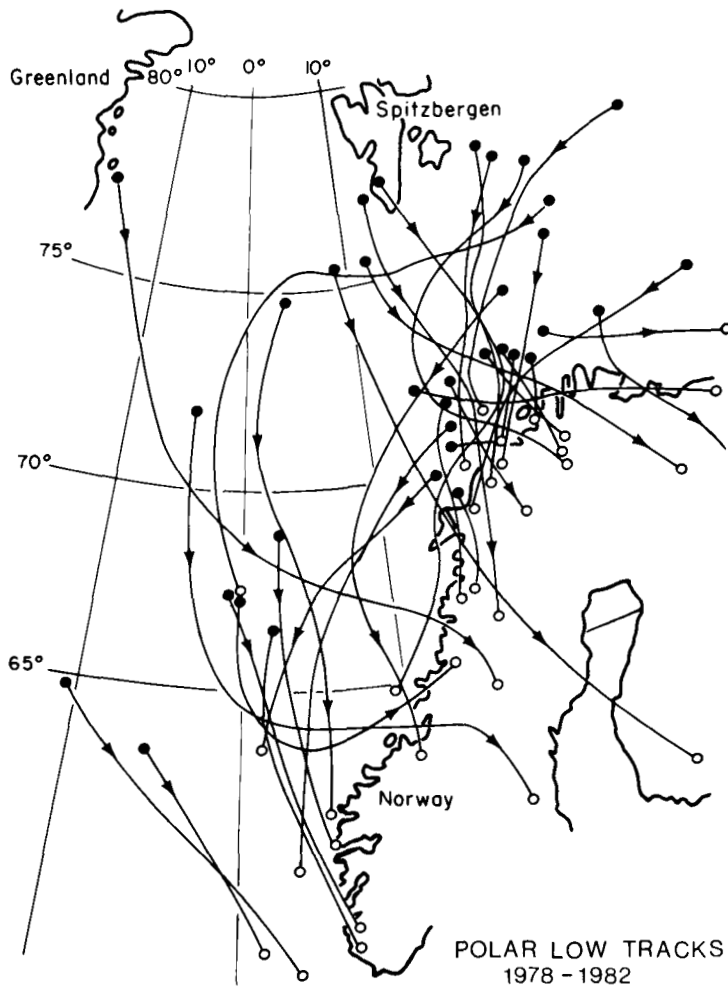 Greenland
80° 10° 0° 10°
Spitzbergen
75°
70°
65°
Norway
POLAR LOW TRACKS
1978 – 1982